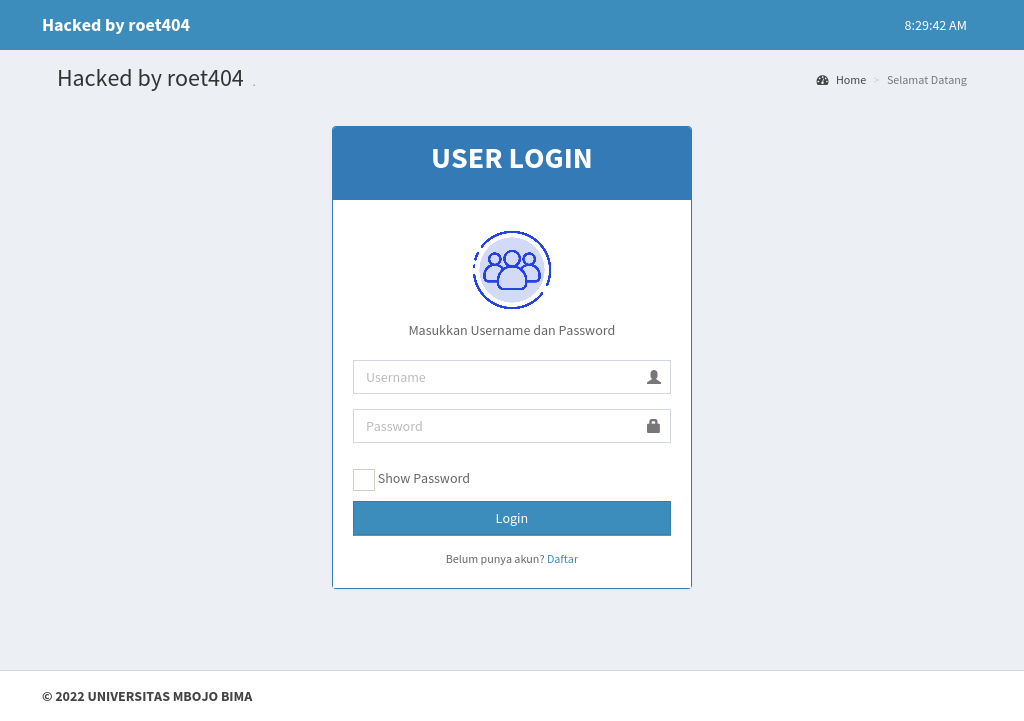 Hacked by roet404
8:29:42 AM
Hacked by roet404 .
Home > Selamat Datang
USER LOGIN
Masukkan Username dan Password
Username
Password
Show Password
Login
Belum punya akun? Daftar
© 2022 UNIVERSITAS MBOJO BIMA